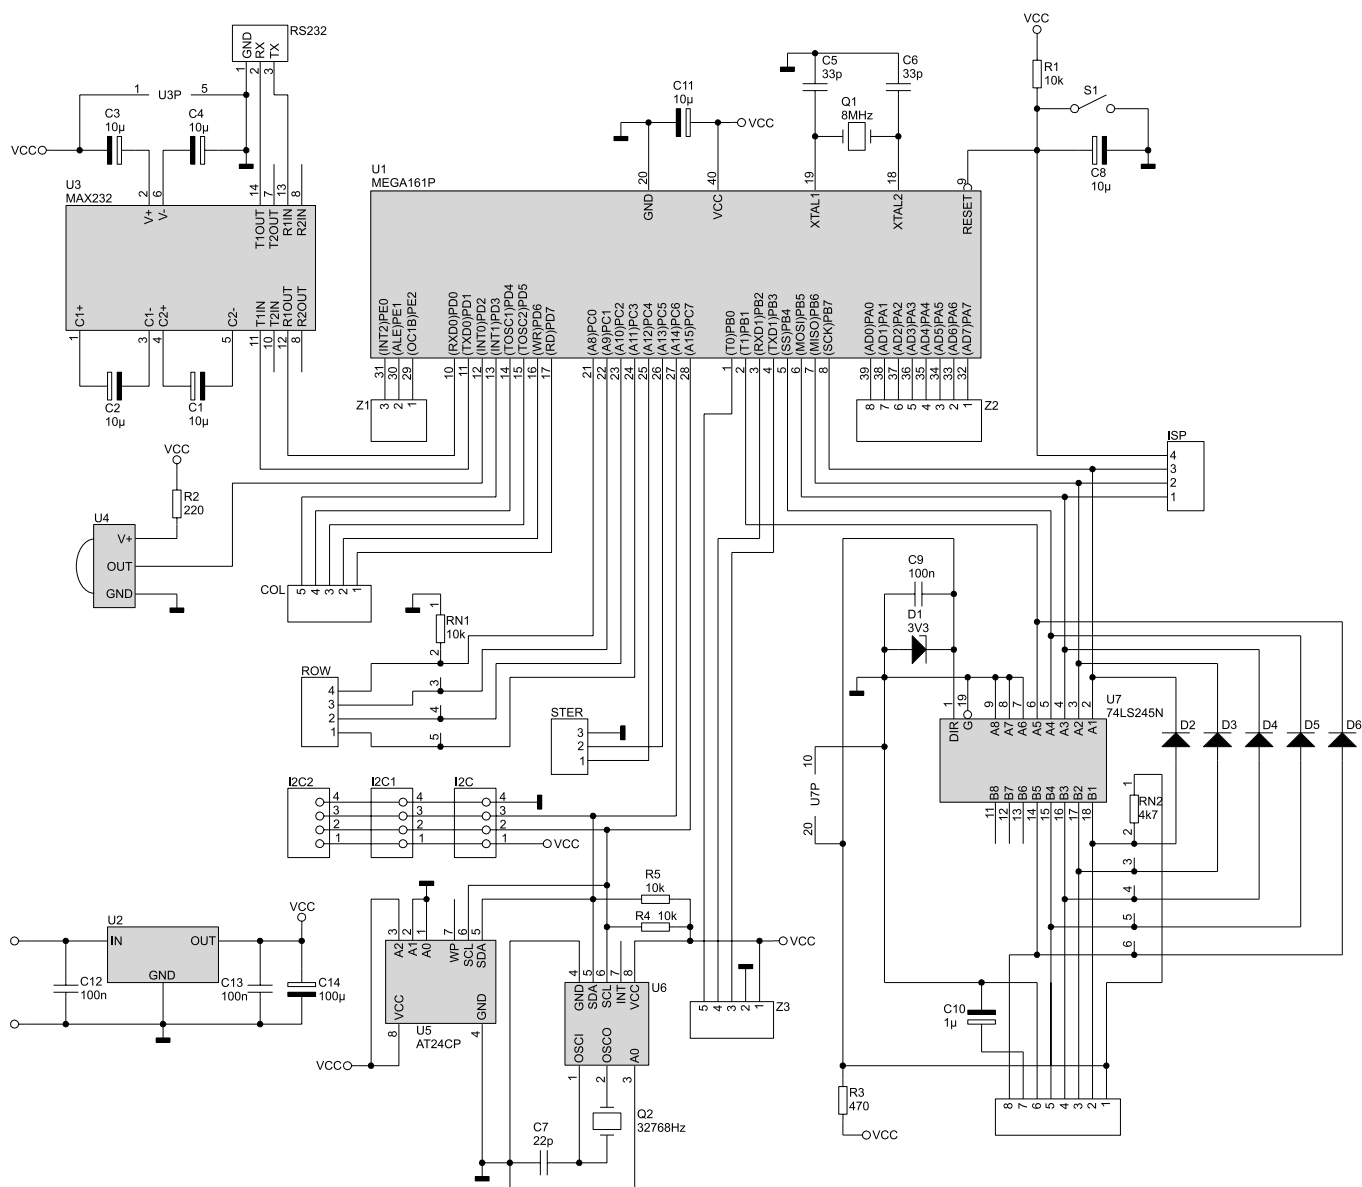 VCC
RS232
GND
RX
TX
1
2
3
1 U3P 5
C3
10µ
C4
10µ
VCC
U3
MAX232
2
6
14
7
13
8
V+
V-
T1OUT
T2OUT
R1IN
R2IN
C1+
C1-
C2+
C2-
T1IN
T2IN
R1OUT
R2OUT
1
3
4
5
11
10
12
8
C2
10µ
C1
10µ
C11
10µ
VCC
C5
33p
C6
33p
Q1
8MHz
R1
10k
S1
C8
10µ
U1
MEGA161P
20
40
19
18
9
GND
VCC
XTAL1
XTAL2
RESET
(INT2)PE0
(ALE)PE1
(OC1B)PE2
(RXD0)PD0
(TXD0)PD1
(INT0)PD2
(INT1)PD3
(TOSC1)PD4
(TOSC2)PD5
(WR)PD6
(RD)PD7
(A8)PC0
(A9)PC1
(A10)PC2
(A11)PC3
(A12)PC4
(A13)PC5
(A14)PC6
(A15)PC7
(T0)PB0
(T1)PB1
(RXD1)PB2
(TXD1)PB3
(SS)PB4
(MOSI)PB5
(MISO)PB6
(SCK)PB7
(AD0)PA0
(AD1)PA1
(AD2)PA2
(AD3)PA3
(AD4)PA4
(AD5)PA5
(AD6)PA6
(AD7)PA7
31
30
29
10
11
12
13
14
15
16
17
21
22
23
24
25
26
27
28
1
2
3
4
5
6
7
8
39
38
37
36
35
34
33
32
Z1
3
2
1
8
7
6
5
4
3
2
1
Z2
ISP
4
3
2
1
VCC
R2
220
U4
V+
OUT
GND
COL
5
4
3
2
1
1
RN1
10k
2
3
4
5
ROW
4
3
2
1
STER
3
2
1
I2C2
4
3
2
1
I2C1
4
3
2
1
I2C
4
3
2
1
VCC
C9
100n
D1
3V3
1
19
9
8
7
6
5
4
3
2
U7
74LS245N
DIR
G
A8
A7
A6
A5
A4
A3
A2
A1
B8
B7
B6
B5
B4
B3
B2
B1
11
12
13
14
15
16
17
18
D2
D3
D4
D5
D6
10
U7P
20
1
RN2
4k7
2
3
4
5
6
R5
10k
R4 10k
VCC
U2
IN
OUT
GND
VCC
C12
100n
C13
100n
C14
100µ
3
2
1
7
6
5
A2
A1
A0
WP
SCL
SDA
VCC
GND
8
4
U5
AT24CP
VCC
4
5
6
7
8
U6
GND
SDA
SCL
INT
VCC
OSCI
OSCO
A0
1
2
3
5
4
3
2
1
Z3
C7
22p
Q2
32768Hz
C10
1µ
R3
470
VCC
8
7
6
5
4
3
2
1